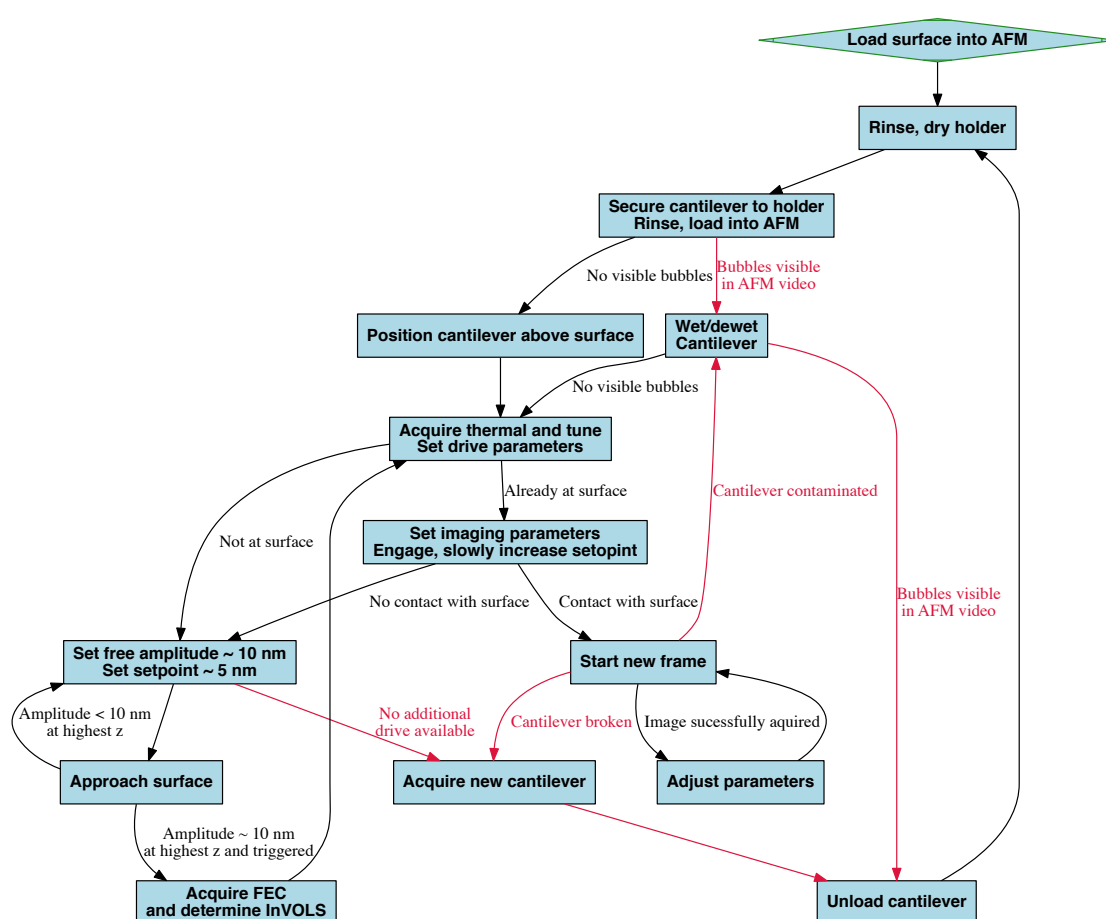 Load surface into AFM
Rinse, dry holder
Secure cantilever to holder
Rinse, load into AFM
No visible bubbles
Bubbles visible
in AFM video
Position cantilever above surface
Wet/dewet
Cantilever
No visible bubbles
Acquire thermal and tune
Set drive parameters
Already at surface
Cantilever contaminated
Not at surface
Set imaging parameters
Engage, slowly increase setopint
Bubbles visible
in AFM video
No contact with surface
Contact with surface
Set free amplitude ~ 10 nm
Set setpoint ~ 5 nm
Start new frame
Amplitude < 10 nm
at highest z
No additional
drive available
Cantilever broken
Image sucessfully aquired
Approach surface
Acquire new cantilever
Adjust parameters
Amplitude ~ 10 nm
at highest z and triggered
Acquire FEC
and determine InVOLS
Unload cantilever